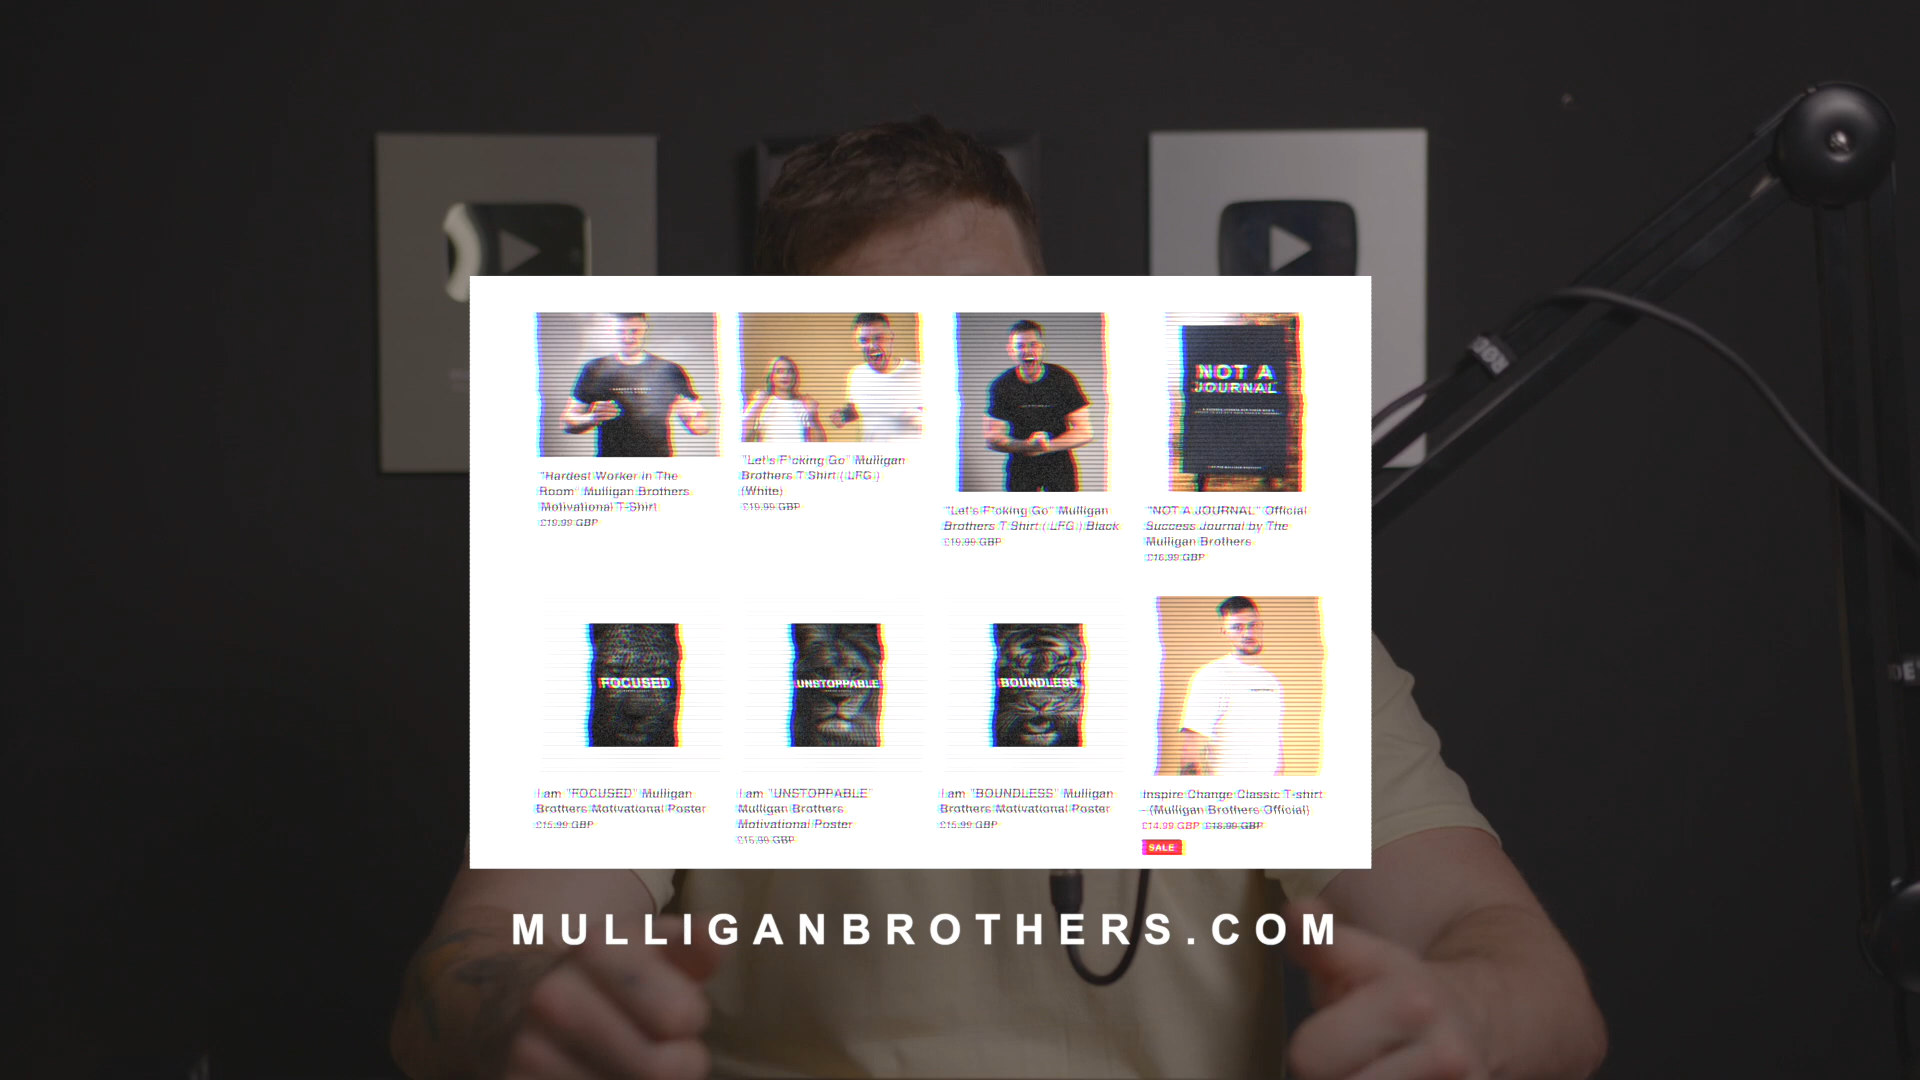 NOT A
JOURNAL
"Hardest Worker in The
Room" Mulligan Brothers
Motivational T-Shirt
£19.99 GBP
"Let's F*cking Go" Mulligan
Brothers T Shirt ( LFG )
(White)
£19.99 GBP
"Let's F*cking Go" Mulligan
Brothers T Shirt ( LFG ) Black
£19.99 GBP
"NOT A JOURNAL" Official
Success Journal by The
Mulligan Brothers
£16.99 GBP
FOCUSED
UNSTOPPABLE
BOUNDLESS
I am "FOCUSED" Mulligan
Brothers Motivational Poster
£15.99 GBP
I am "UNSTOPPABLE"
Mulligan Brothers
Motivational Poster
£15.99 GBP
I am "BOUNDLESS" Mulligan
Brothers Motivational Poster
£15.99 GBP
Inspire Change Classic T-shirt
- (Mulligan Brothers Official)
£14.99 GBP £18.99 GBP
SALE
MULLIGANBROTHERS.COM